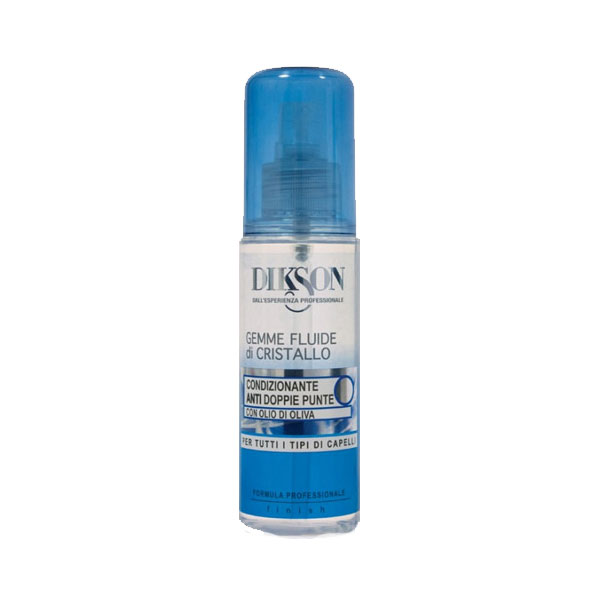 DIKSON
DALL'ESPERIENZA PROFESSIONALE
GEMME FLUIDE
di CRISTALLO
CONDIZIONANTE
ANTI DOPPIE PUNTE
CON OLIO DI OLIVA
PER TUTTI I TIPI DI CAPELLI
FORMULA PROFESSIONALE
finish